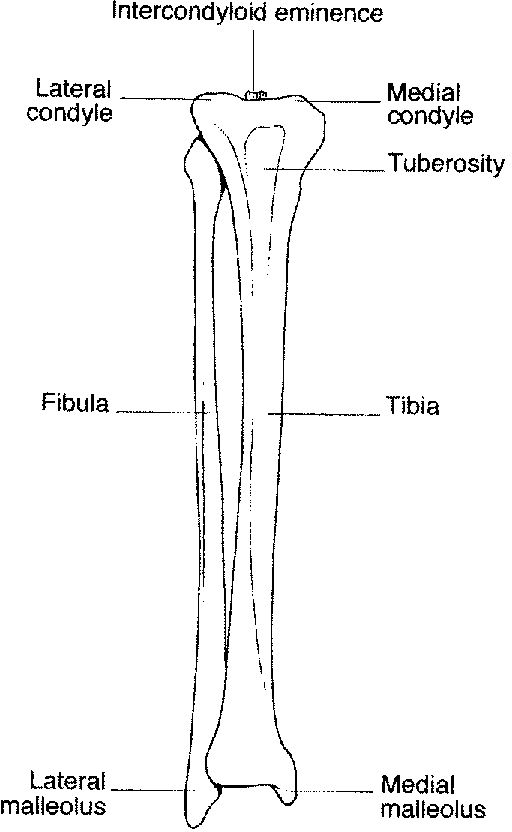 Intercondyloid eminence
Lateral
condyle
Medial
condyle
Tuberosity
Fibula
Tibia
Lateral
malleolus
Medial
malleolus